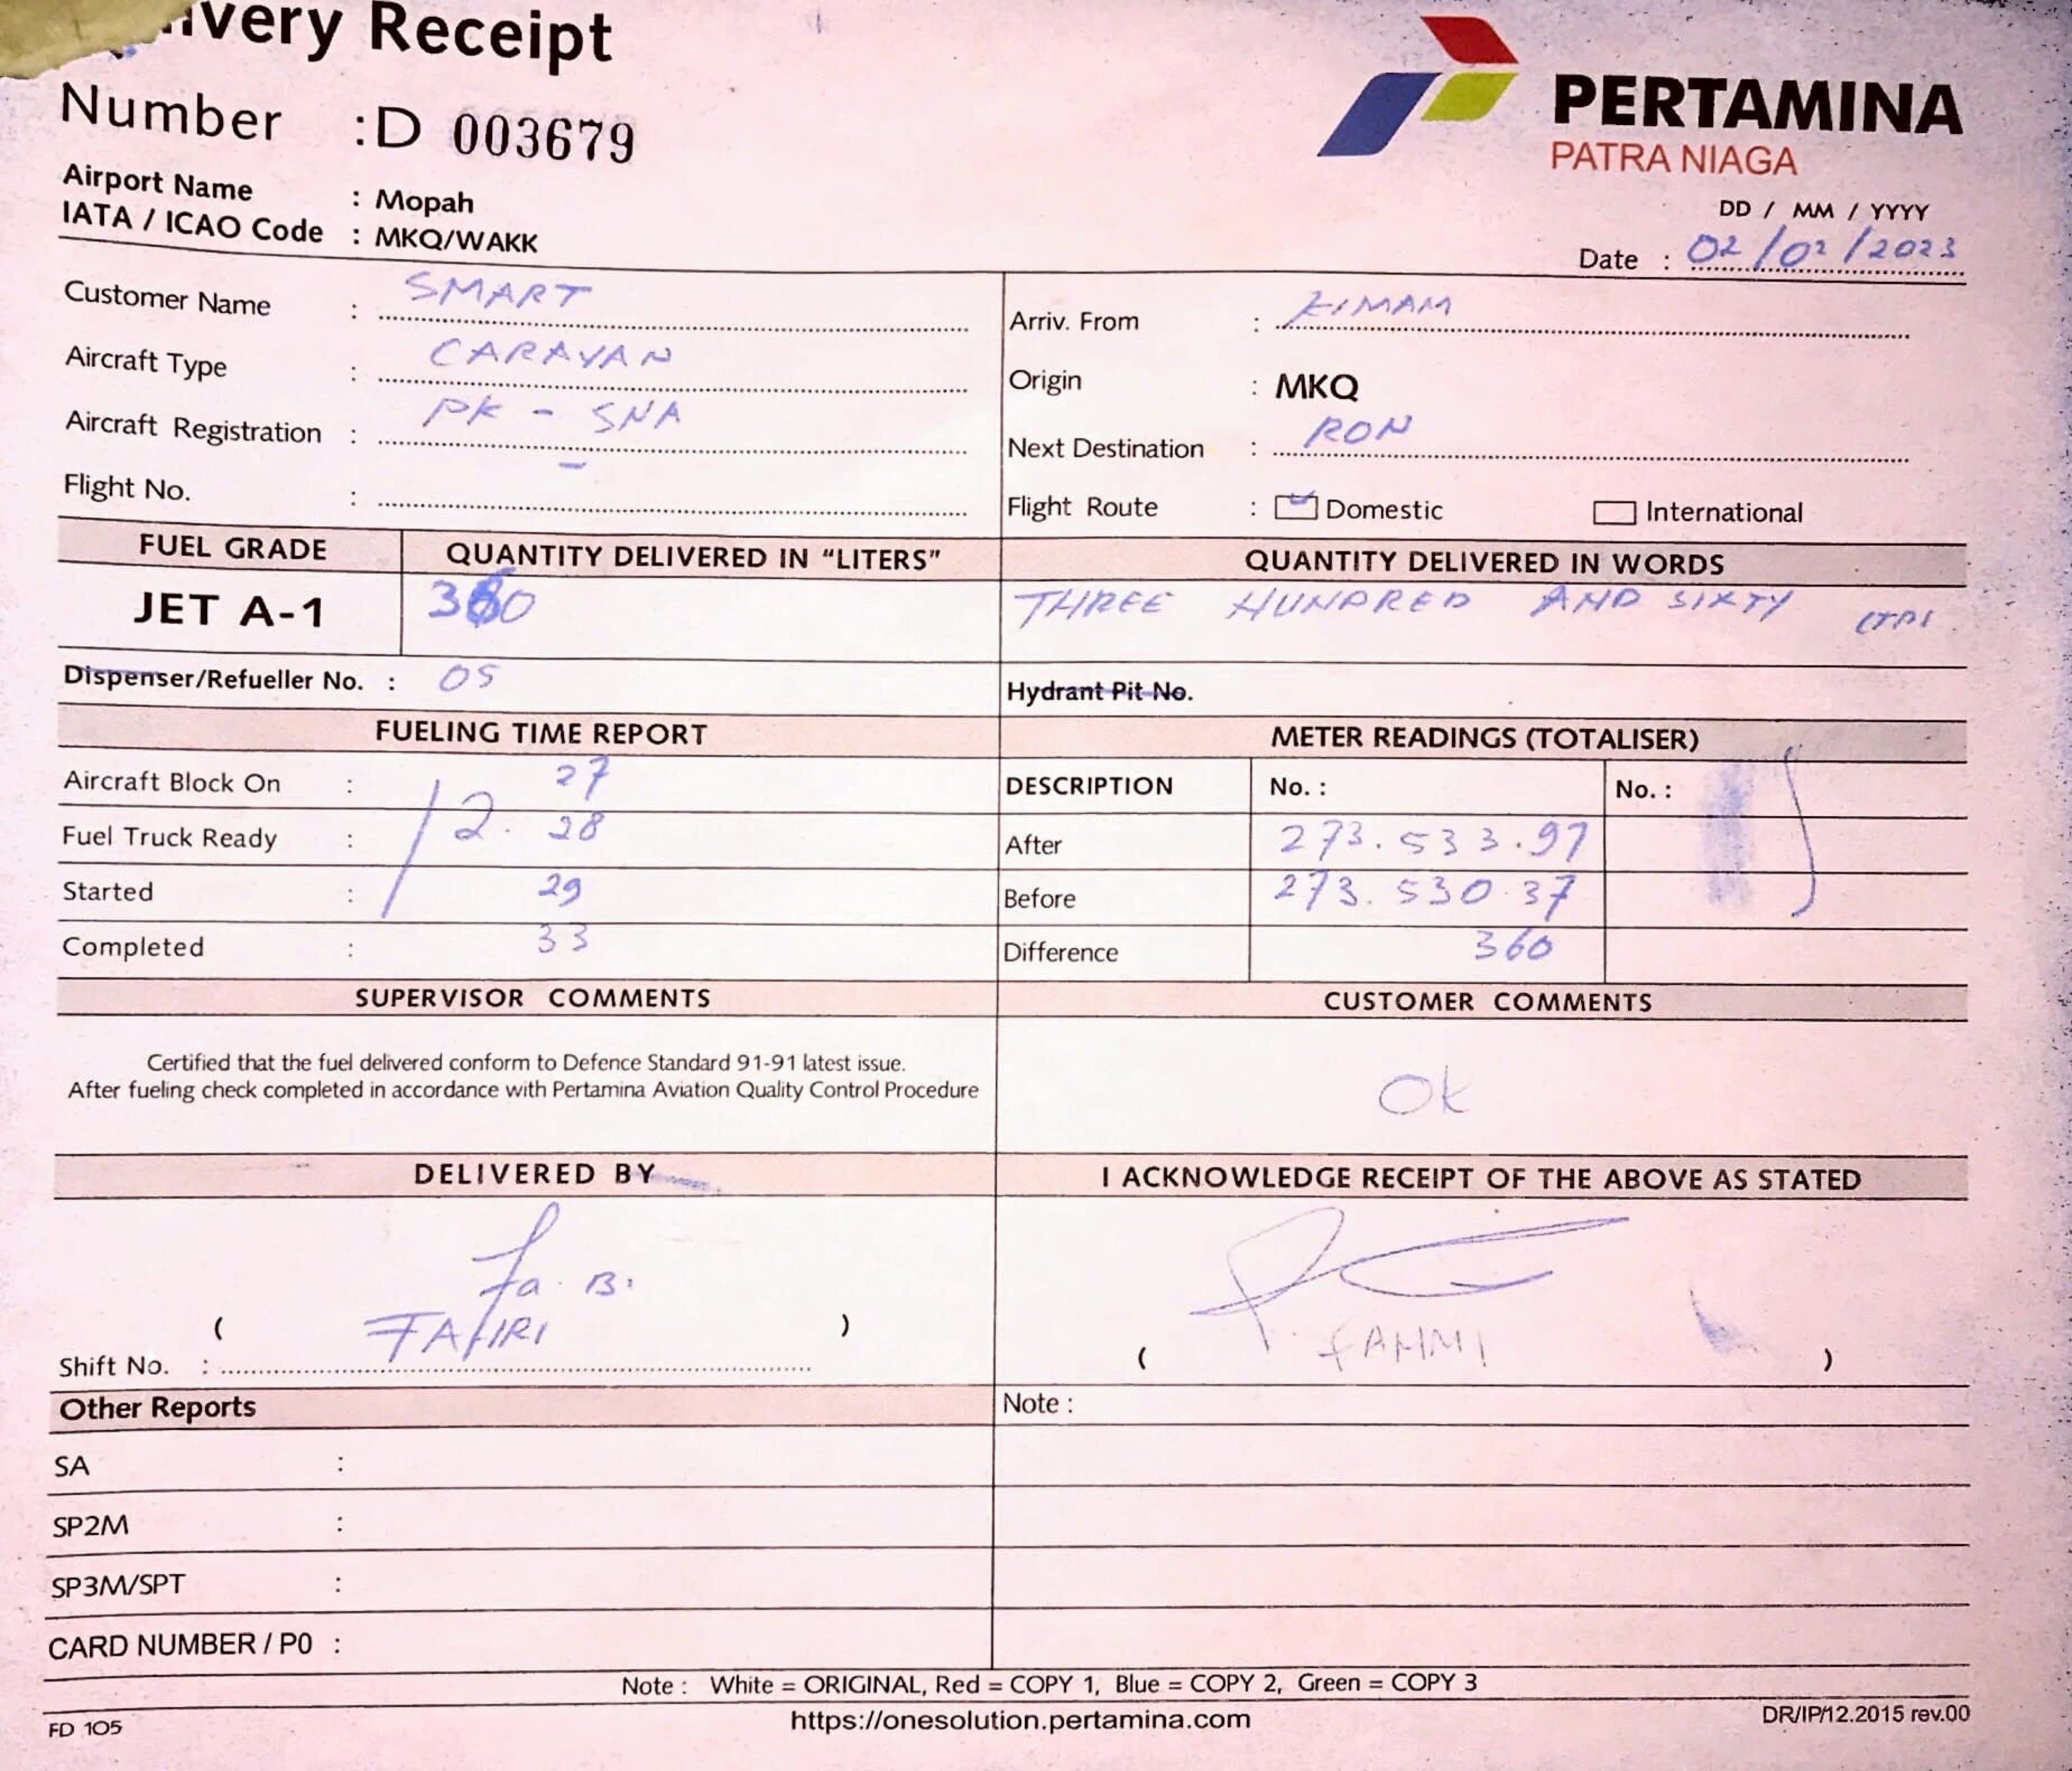 ivery Receipt
PERTAMINA
PATRA NIAGA
Number :D 003679
Airport Name : Mopah
IATA / ICAO Code : MKQ/WAKK
DD / MM / YYYY
Date : 02/02/2023
Customer Name : SMART
Arriv. From : KIMAM
Aircraft Type : CARAVAN
Origin : MKQ
Aircraft Registration : PK - SNA
Next Destination : RON
Flight No. : -
Flight Route : Domestic International
FUEL GRADE QUANTITY DELIVERED IN "LITERS" QUANTITY DELIVERED IN WORDS
JET A-1 360 THREE HUNDRED AND SIXTY
Dispenser/Refueller No. : 05 Hydrant Pit No.
FUELING TIME REPORT METER READINGS (TOTALISER)
Aircraft Block On : 27 DESCRIPTION No. : No. :
Fuel Truck Ready : 12. 28 After 273.533.97
Started : 29 Before 273.530.37
Completed : 33 Difference 360
SUPERVISOR COMMENTS CUSTOMER COMMENTS
Certified that the fuel delivered conform to Defence Standard 91-91 latest issue.
After fueling check completed in accordance with Pertamina Aviation Quality Control Procedure
Ok
DELIVERED BY I ACKNOWLEDGE RECEIPT OF THE ABOVE AS STATED
Fa. B.
( )
( )
Shift No. :
Other Reports Note :
SA :
SP2M :
SP3M/SPT :
CARD NUMBER / P0 :
Note : White = ORIGINAL, Red = COPY 1, Blue = COPY 2, Green = COPY 3
FD 105 https://onesolution.pertamina.com DR/IP/12.2015 rev.00